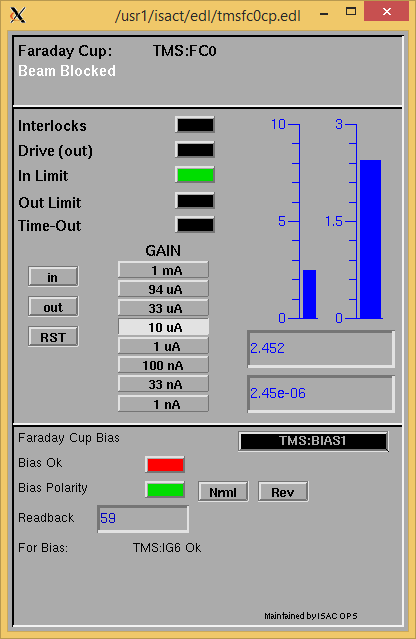 /usr1/isact/edl/tmsfc0cp.edl
Faraday Cup: TMS:FC0
Beam Blocked
Interlocks
Drive (out)
In Limit
Out Limit
Time-Out
10
5
0
3
1.5
0
GAIN
1 mA
94 uA
33 uA
10 uA
1 uA
100 nA
33 nA
1 nA
in
out
RST
2.452
2.45e-06
Faraday Cup Bias TMS:BIAS1
Bias Ok
Bias Polarity Nrml Rev
Readback 59
For Bias: TMS:IG6 Ok
Maintained by ISAC OPS